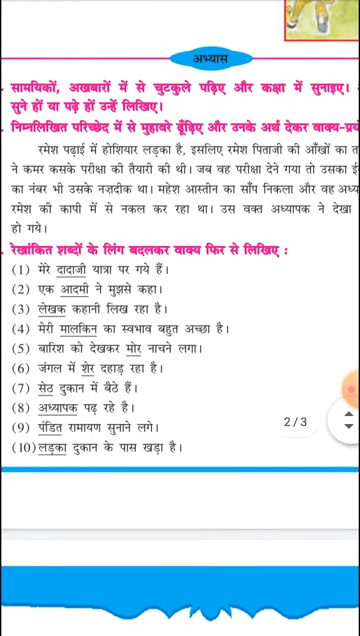 अभ्यास
सामयिकों, अखबारों में से चुटकुले पढ़िए और कक्षा में सुनाइए।
सुने हों या पढ़े हों उन्हें लिखिए।
निम्नलिखित परिच्छेद में से मुहावरे ढूँढ़िए और उनके अर्थ देकर वाक्य-प्रय
रमेश पढ़ाई में होशियार लड़का है, इसलिए रमेश पिताजी की आँखों का त
ने कमर कसके परीक्षा की तैयारी की थी। जब वह परीक्षा देने गया तो उसका ई
का नंबर भी उसके नज़दीक था। महेश आस्तीन का साँप निकला और वह अध्य
रमेश की कापी में से नकल कर रहा था। उस वक्त अध्यापक ने देखा
हो गये।
रेखांकित शब्दों के लिंग बदलकर वाक्य फिर से लिखिए :
(1) मेरे दादाजी यात्रा पर गये हैं।
(2) एक आदमी ने मुझसे कहा।
(3) लेखक कहानी लिख रहा है।
(4) मेरी मालकिन का स्वभाव बहुत अच्छा है।
(5) बारिश को देखकर मोर नाचने लगा।
(6) जंगल में शेर दहाड़ रहा है।
(7) सेठ दुकान में बैठे हैं।
(8) अध्यापक पढ़ रहे है।
(9) पंडित रामायण सुनाने लगे।
(10) लड़का दुकान के पास खड़ा है।
2/3